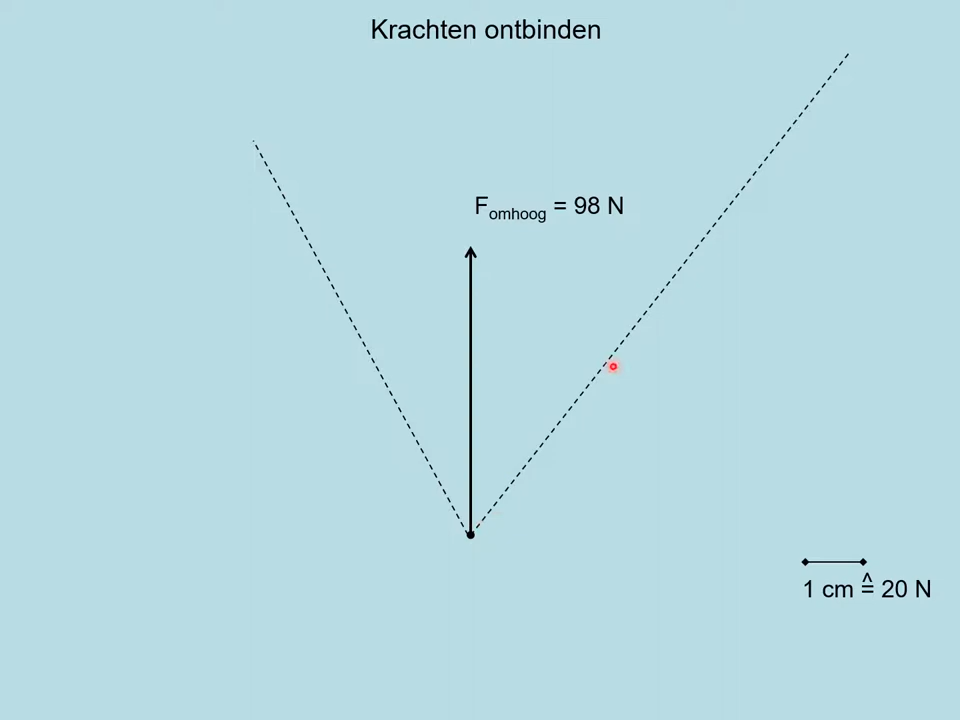 Krachten ontbinden
Fomhoog = 98 N
1 cm ≙ 20 N